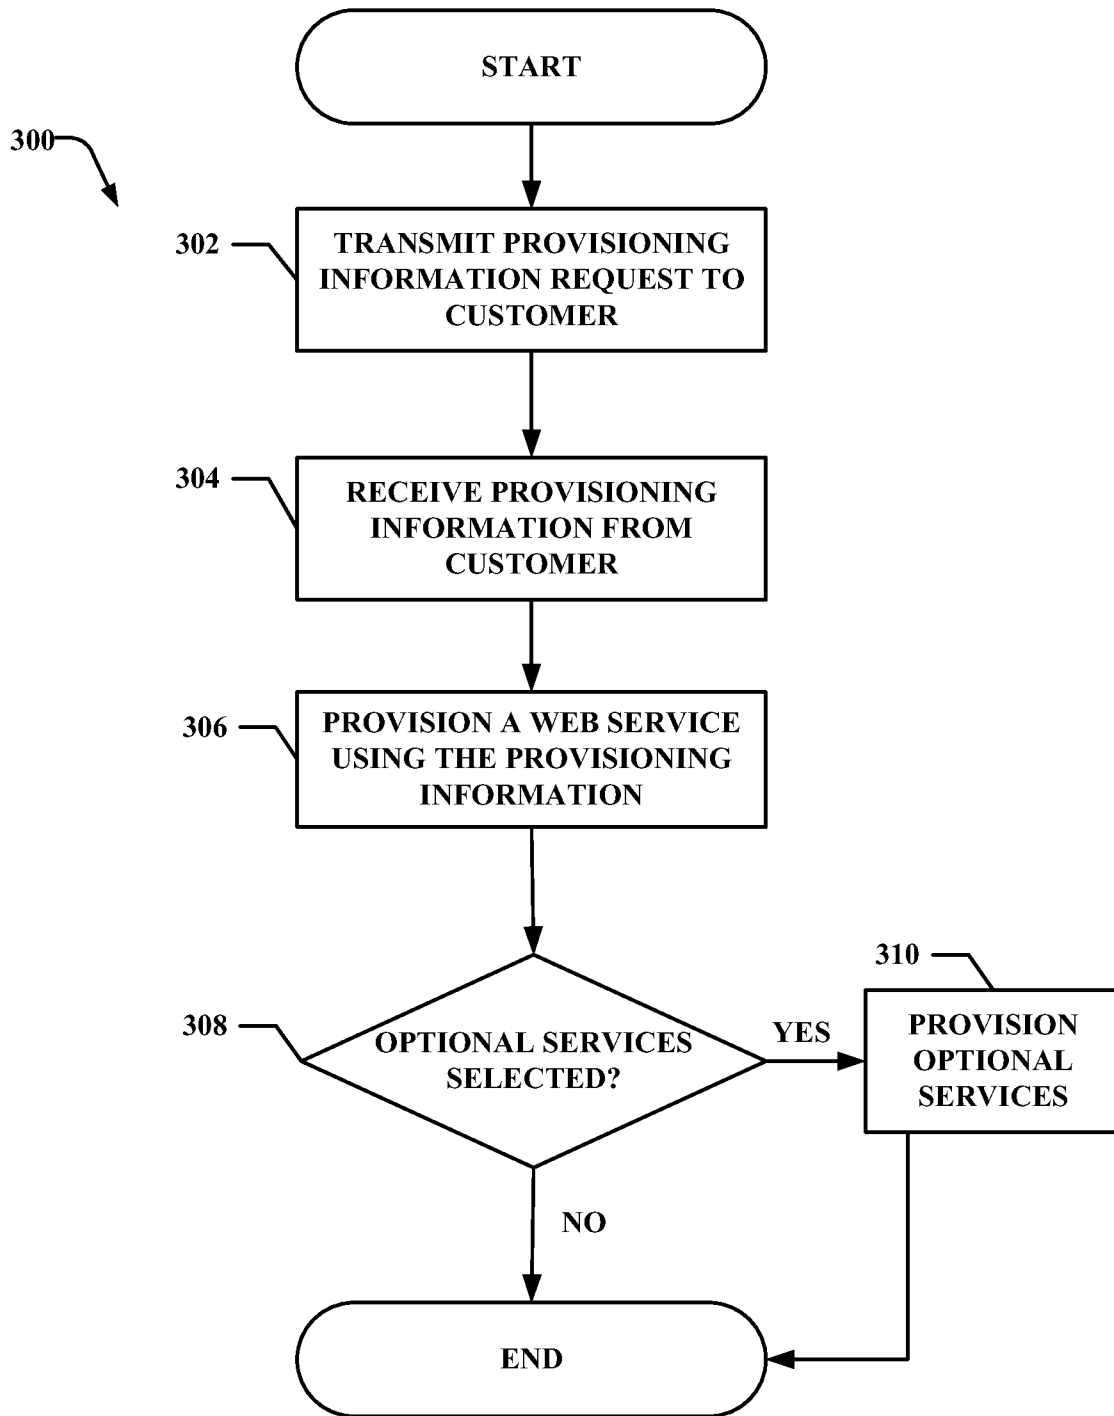 START
300
302
TRANSMIT PROVISIONING
INFORMATION REQUEST TO
CUSTOMER
304
RECEIVE PROVISIONING
INFORMATION FROM
CUSTOMER
306
PROVISION A WEB SERVICE
USING THE PROVISIONING
INFORMATION
308
OPTIONAL SERVICES
SELECTED?
YES
310
PROVISION
OPTIONAL
SERVICES
NO
END